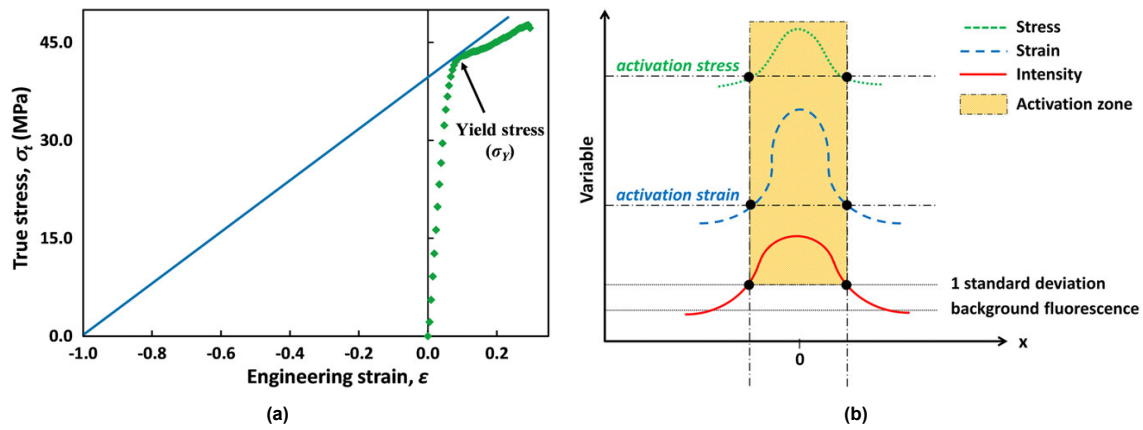 True stress, σt (MPa)
45.0
30.0
15.0
0.0
Yield stress
(σY)
-1.0
-0.8
-0.6
-0.4
-0.2
0.0
0.2
Engineering strain, ε
(a)
Variable
activation stress
activation strain
Stress
Strain
Intensity
Activation zone
1 standard deviation
background fluorescence
0
x
(b)